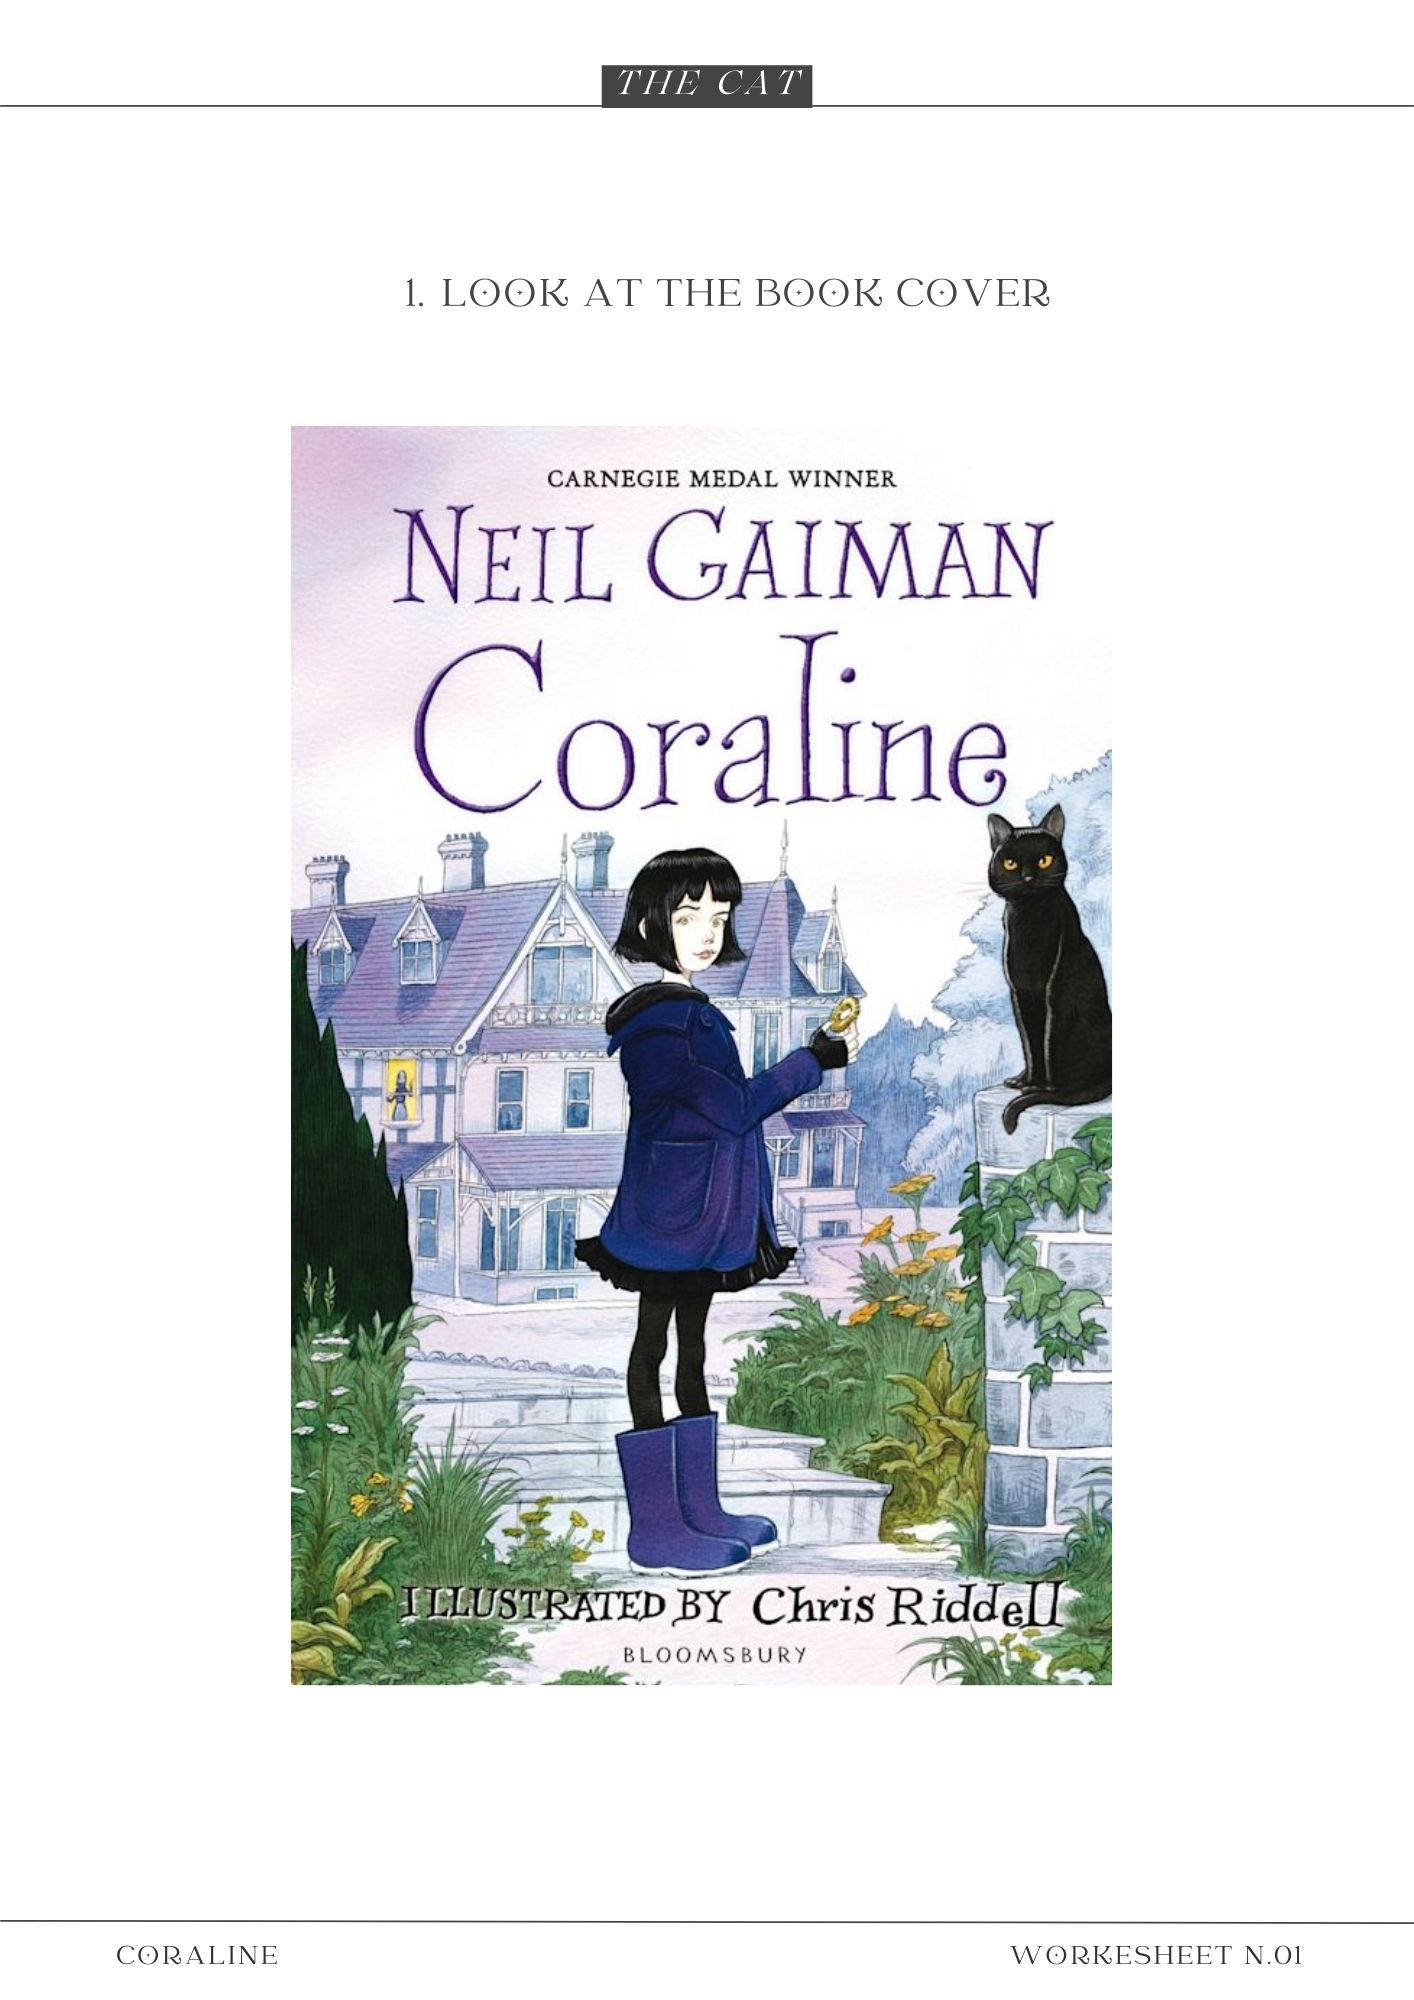 THE CAT
1. LOOK AT THE BOOK COVER
CARNEGIE MEDAL WINNER
NEIL GAIMAN
Coraline
ILLUSTRATED BY Chris Riddell
BLOOMSBURY
CORALINE
WORKESHEET N.01